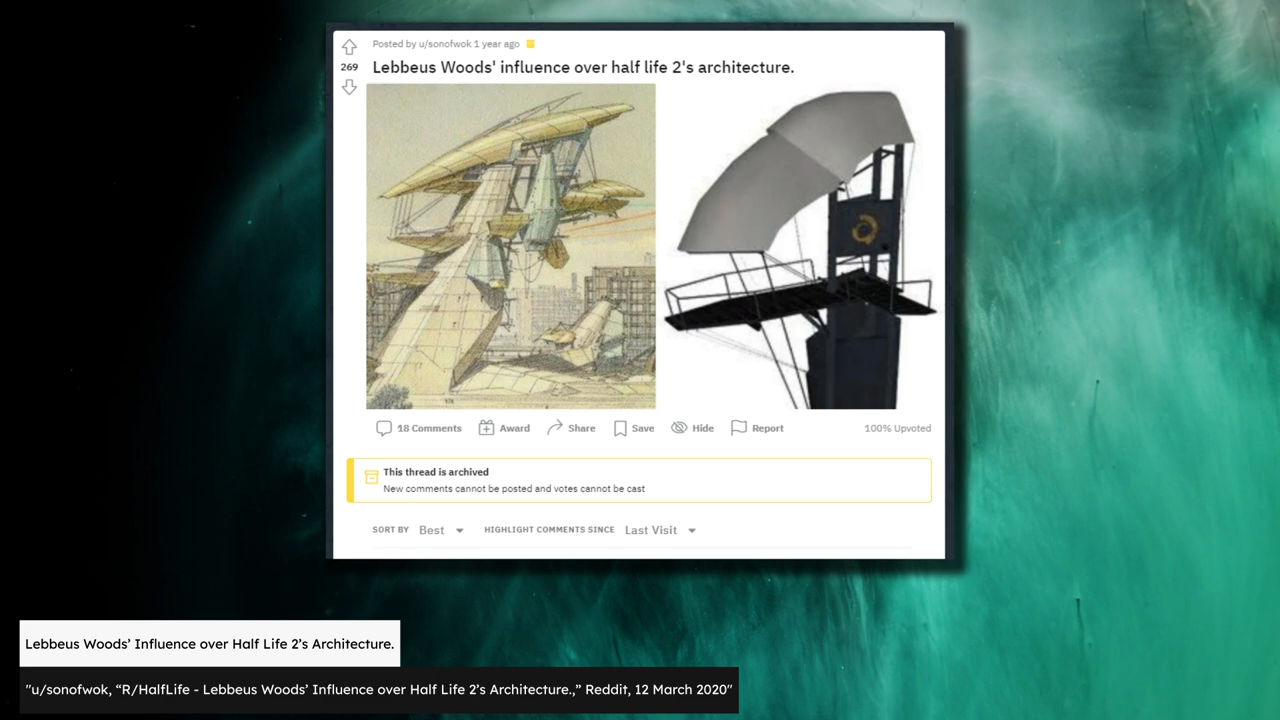 Posted by u/sonofwok 1 year ago
269
Lebbeus Woods' influence over half life 2's architecture.
18 Comments Award Share Save Hide Report 100% Upvoted
This thread is archived
New comments cannot be posted and votes cannot be cast
SORT BY Best HIGHLIGHT COMMENTS SINCE Last Visit
Lebbeus Woods’ Influence over Half Life 2’s Architecture.
"u/sonofwok, “R/HalfLife - Lebbeus Woods’ Influence over Half Life 2’s Architecture.,” Reddit, 12 March 2020"